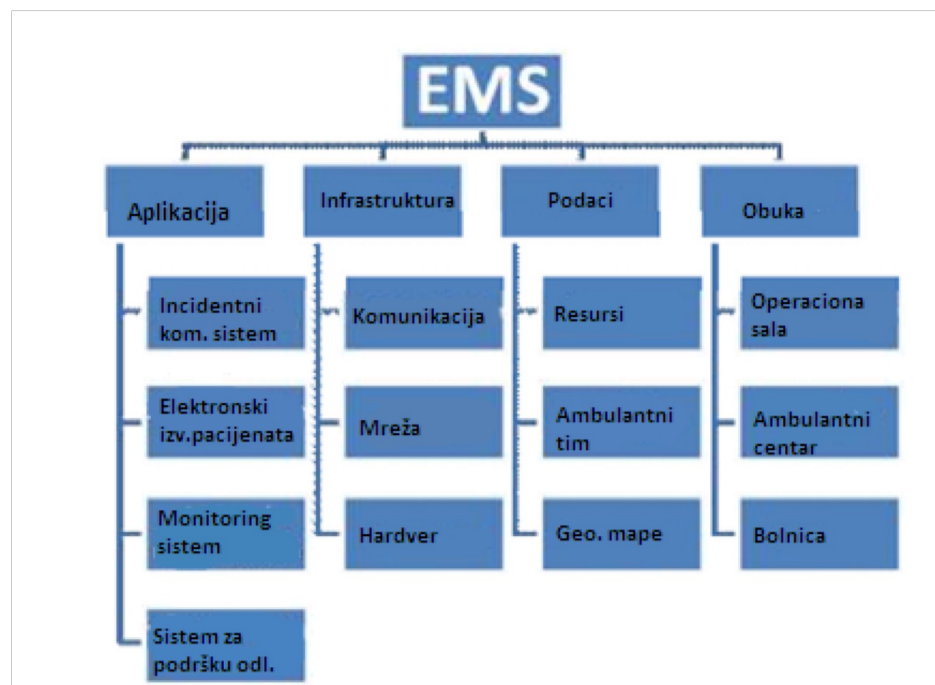 EMS
Aplikacija
Infrastruktura
Podaci
Obuka
Incidentni
kom. sistem
Elektronski
izv.pacijenata
Monitoring
sistem
Sistem za
podršku odl.
Komunikacija
Mreža
Hardver
Resursi
Ambulantni
tim
Geo. mape
Operaciona
sala
Ambulantni
centar
Bolnica